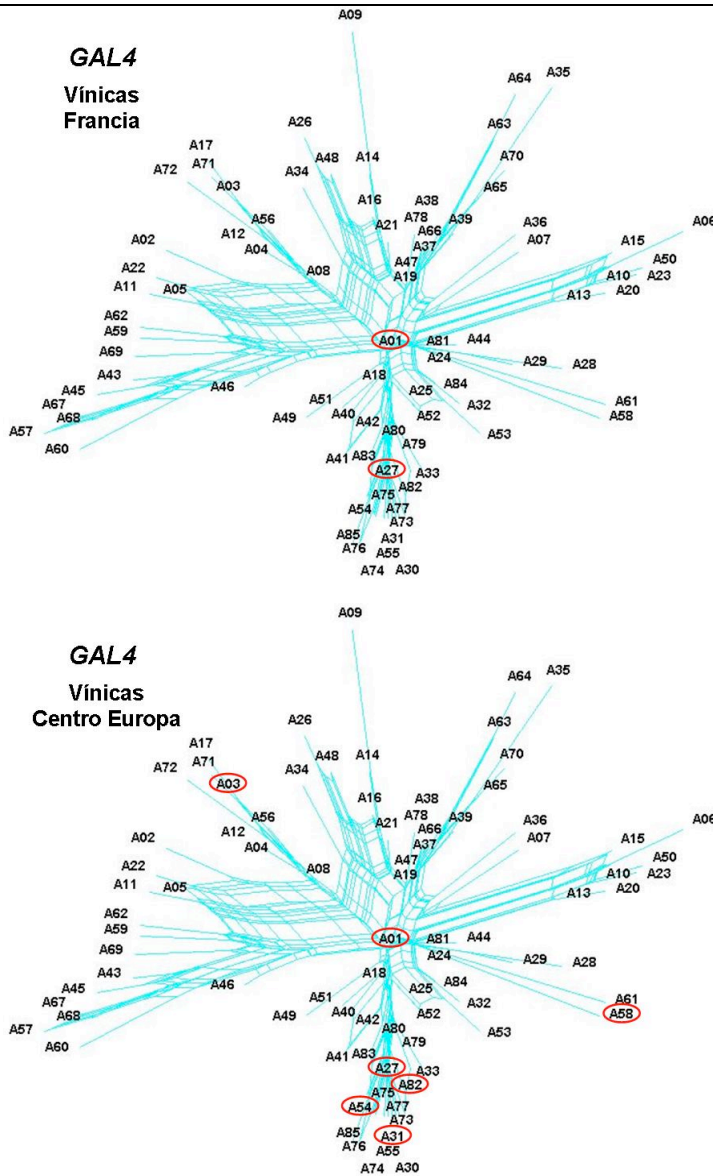 A09
GAL4
Vínicas
Francia
A64
A35
A26
A63
A17
A48
A14
A70
A71
A72
A34
A65
A03
A16
A38
A78
A39
A56
A21
A66
A36
A06
A12
A37
A07
A02
A04
A15
A47
A22
A08
A19
A50
A10
A23
A11
A05
A13
A20
A62
A59
A01
A81
A44
A69
A24
A29
A28
A43
A18
A46
A84
A45
A51
A25
A67
A68
A49
A40
A42
A52
A32
A61
A58
A57
A80
A53
A60
A41
A83
A79
A27
A33
A75
A82
A54
A77
A73
A85
A31
A76
A55
A74
A30
A09
GAL4
Vínicas
Centro Europa
A64
A35
A26
A63
A17
A48
A14
A70
A71
A72
A34
A65
A03
A16
A38
A78
A39
A56
A21
A66
A36
A06
A12
A37
A07
A02
A04
A15
A47
A22
A08
A19
A50
A10
A23
A11
A05
A13
A20
A62
A59
A01
A81
A44
A69
A24
A29
A28
A43
A18
A46
A84
A45
A51
A25
A67
A68
A49
A40
A42
A52
A32
A61
A58
A57
A80
A53
A60
A41
A83
A79
A27
A33
A75
A82
A54
A77
A73
A85
A31
A76
A55
A74
A30